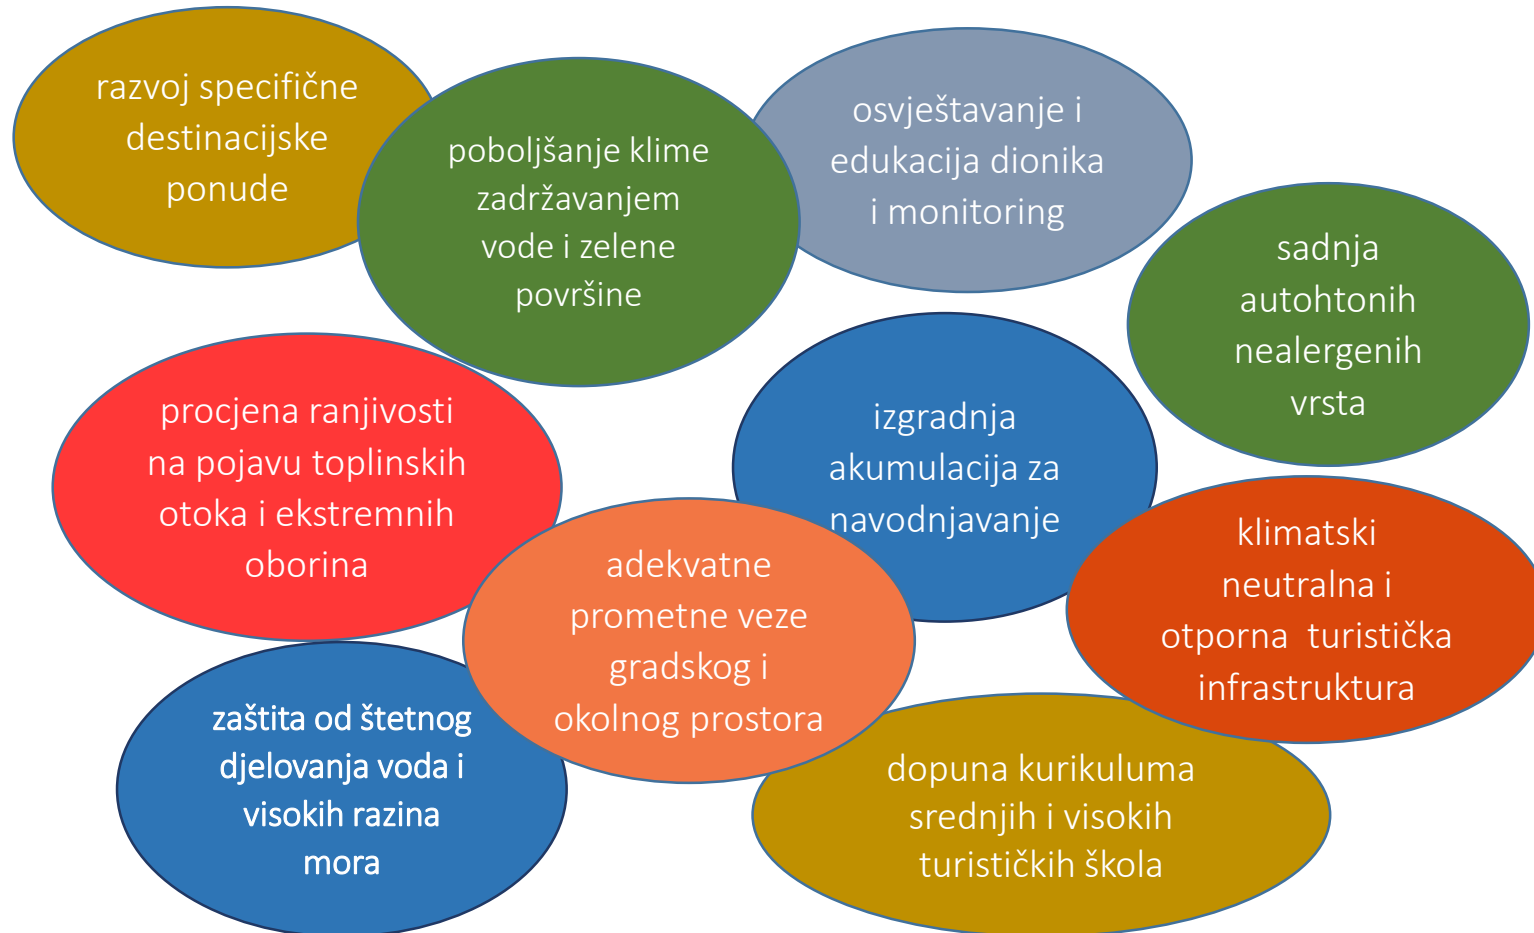 razvoj specifične
destinacijske
ponude
poboljšanje klime
zadržavanjem
vode i zelene
površine
osvještavanje i
edukacija dionika
i monitoring
sadnja
autohtonih
nealergenih
vrsta
procjena ranjivosti
na pojavu toplinskih
otoka i ekstremnih
oborina
izgradnja
akumulacija za
navodnjavanje
adekvatne
prometne veze
gradskog i
okolnog prostora
klimatski
neutralna i
otporna turistička
infrastruktura
zaštita od štetnog
djelovanja voda i
visokih razina
mora
dopuna kurikuluma
srednjih i visokih
turističkih škola